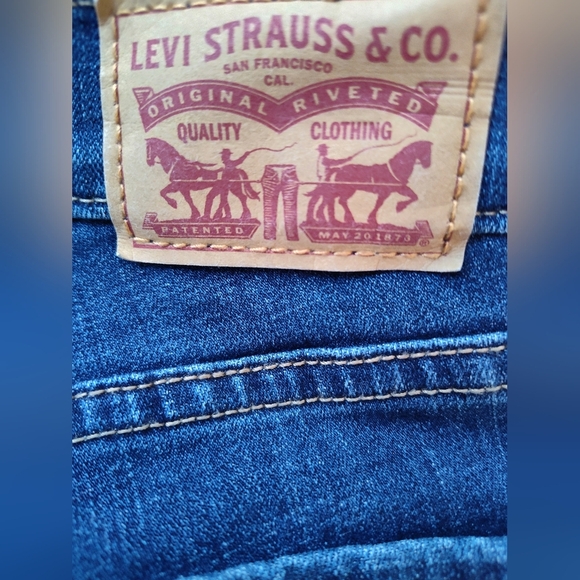 LEVI STRAUSS & CO.
SAN FRANCISCO
CAL.
ORIGINAL RIVETED
QUALITY CLOTHING
PATENTED MAY 20 1873 ®